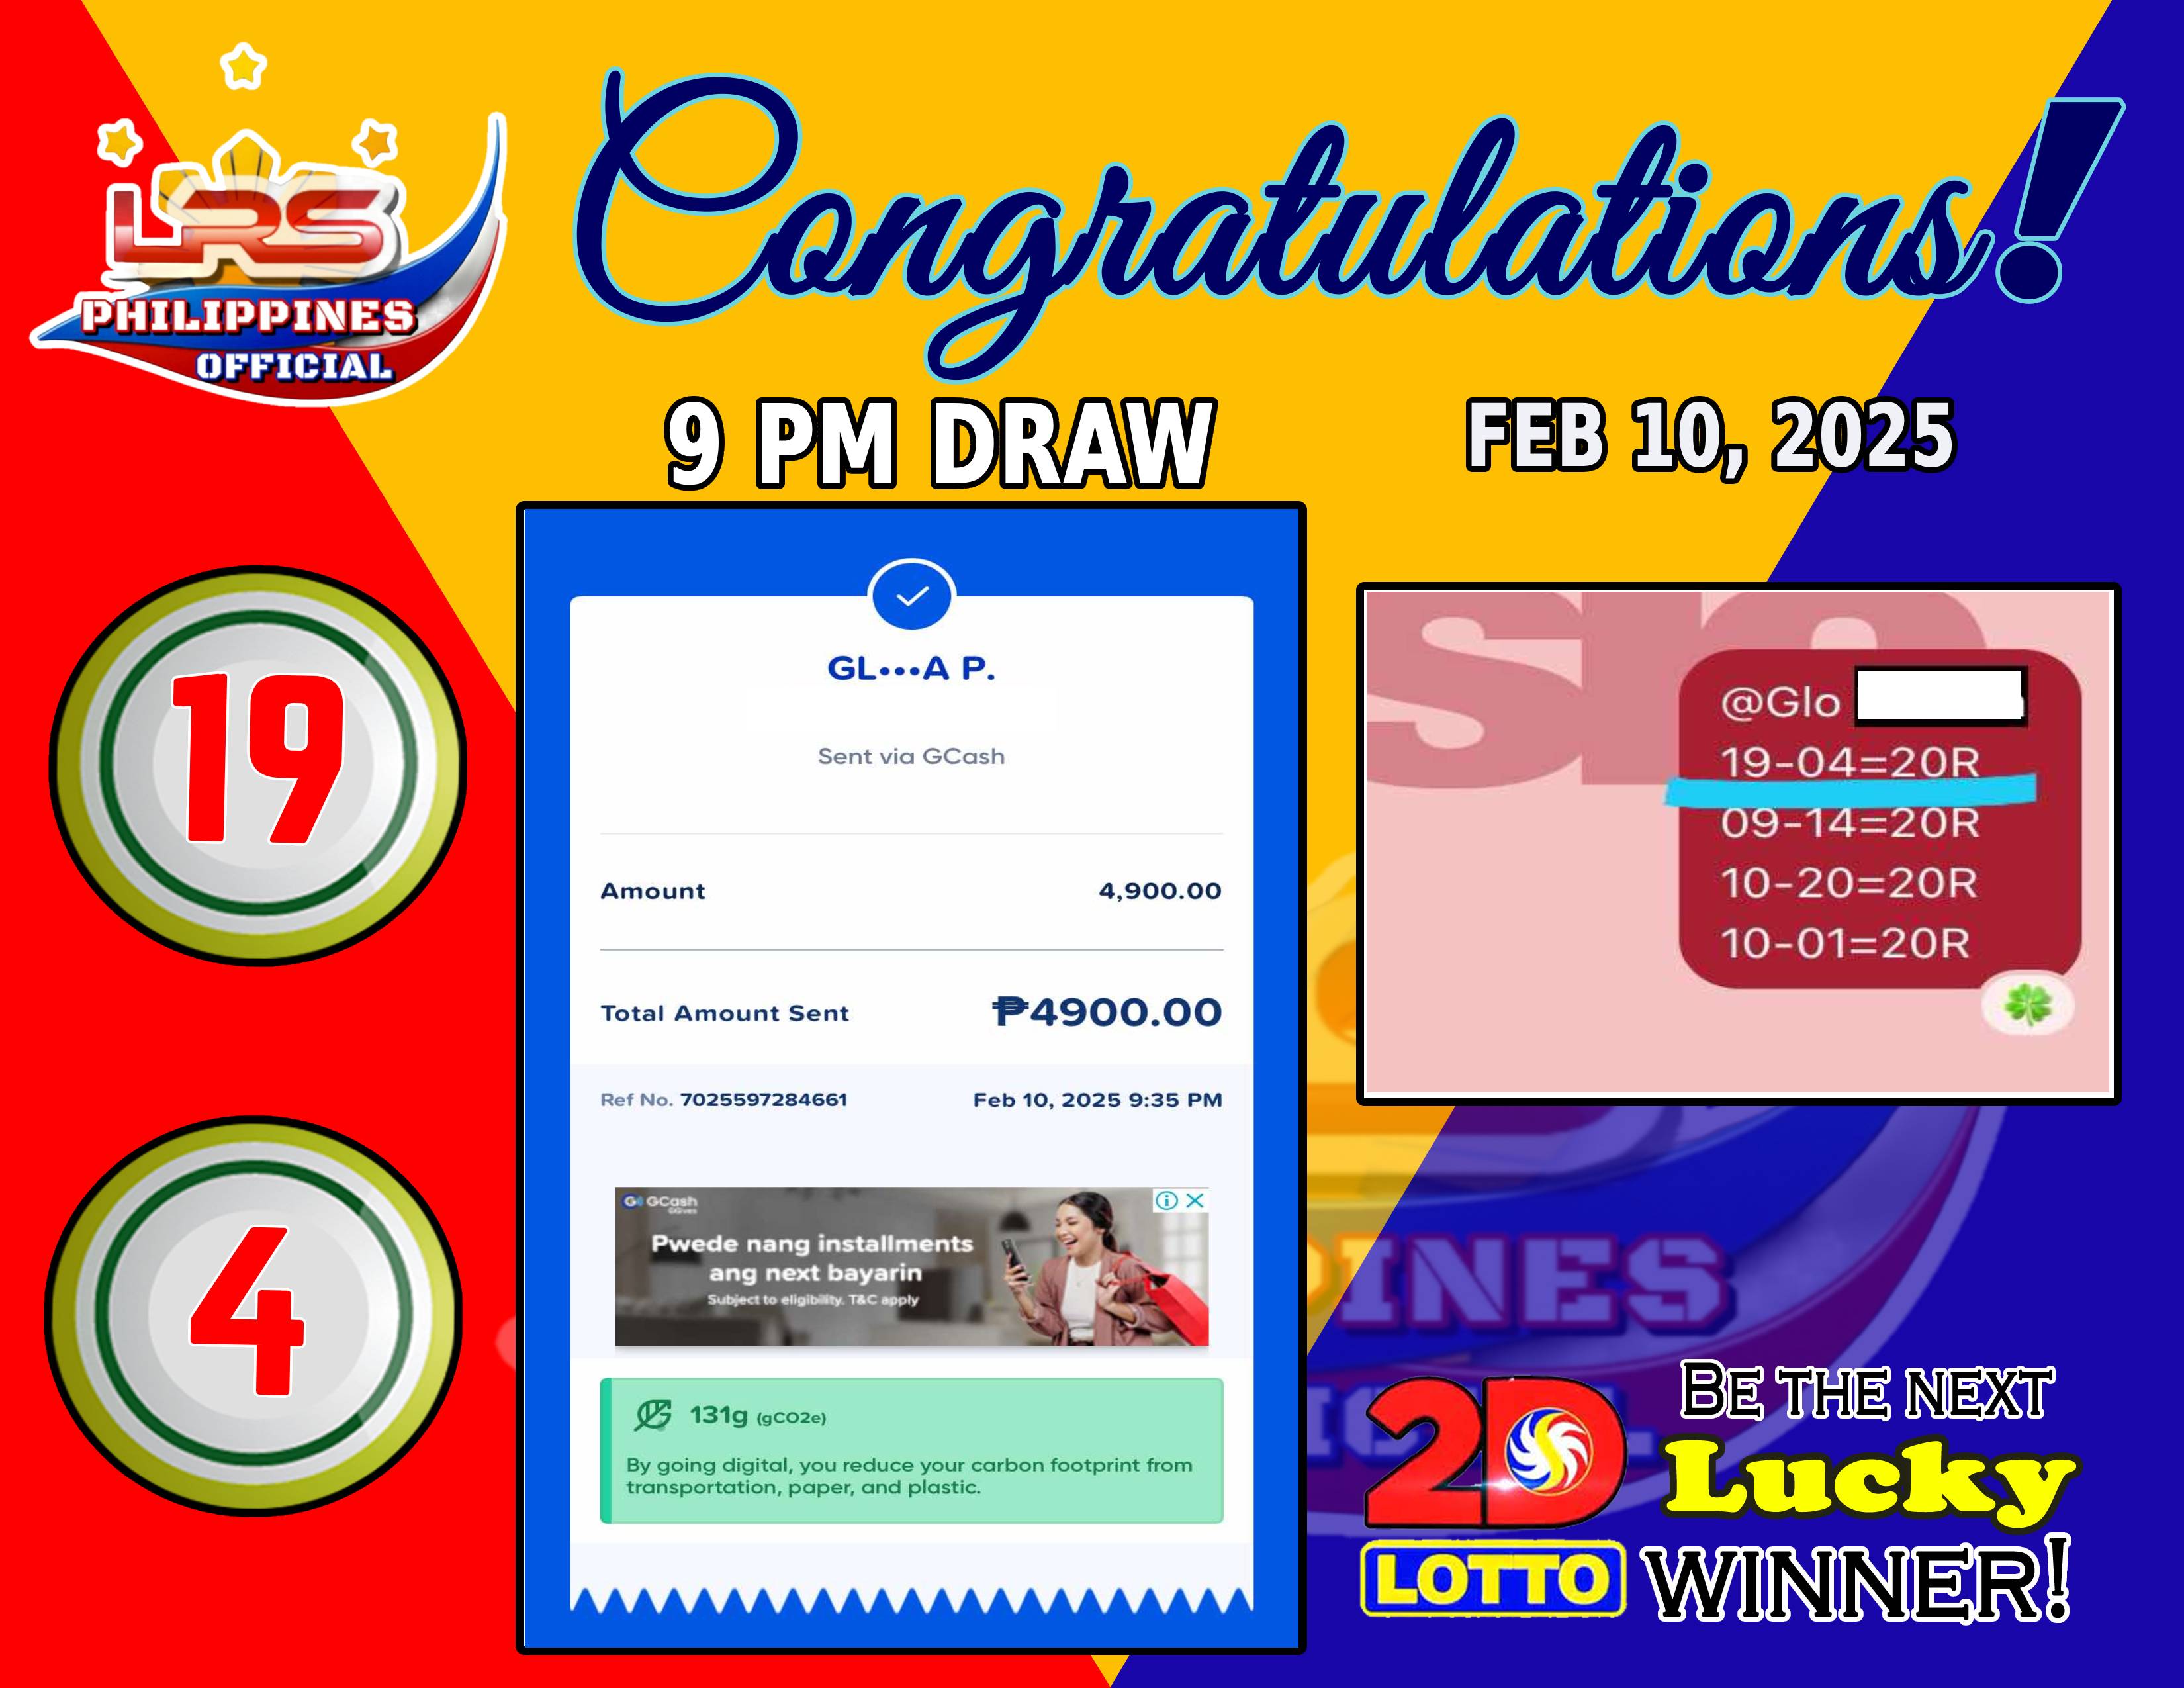 LRS
PHILIPPINES
OFFICIAL
Congratulations!
9 PM DRAW
FEB 10, 2025
19
4
GL•••A P.
Sent via GCash
Amount 4,900.00
Total Amount Sent ₱4900.00
Ref No. 7025597284661 Feb 10, 2025 9:35 PM
GCash
GGives
Pwede nang installments
ang next bayarin
Subject to eligibility. T&C apply
131g (gCO2e)
By going digital, you reduce your carbon footprint from
transportation, paper, and plastic.
@Glo
19-04=20R
09-14=20R
10-20=20R
10-01=20R
PINES
2D
LOTTO
BE THE NEXT
Lucky
WINNER!